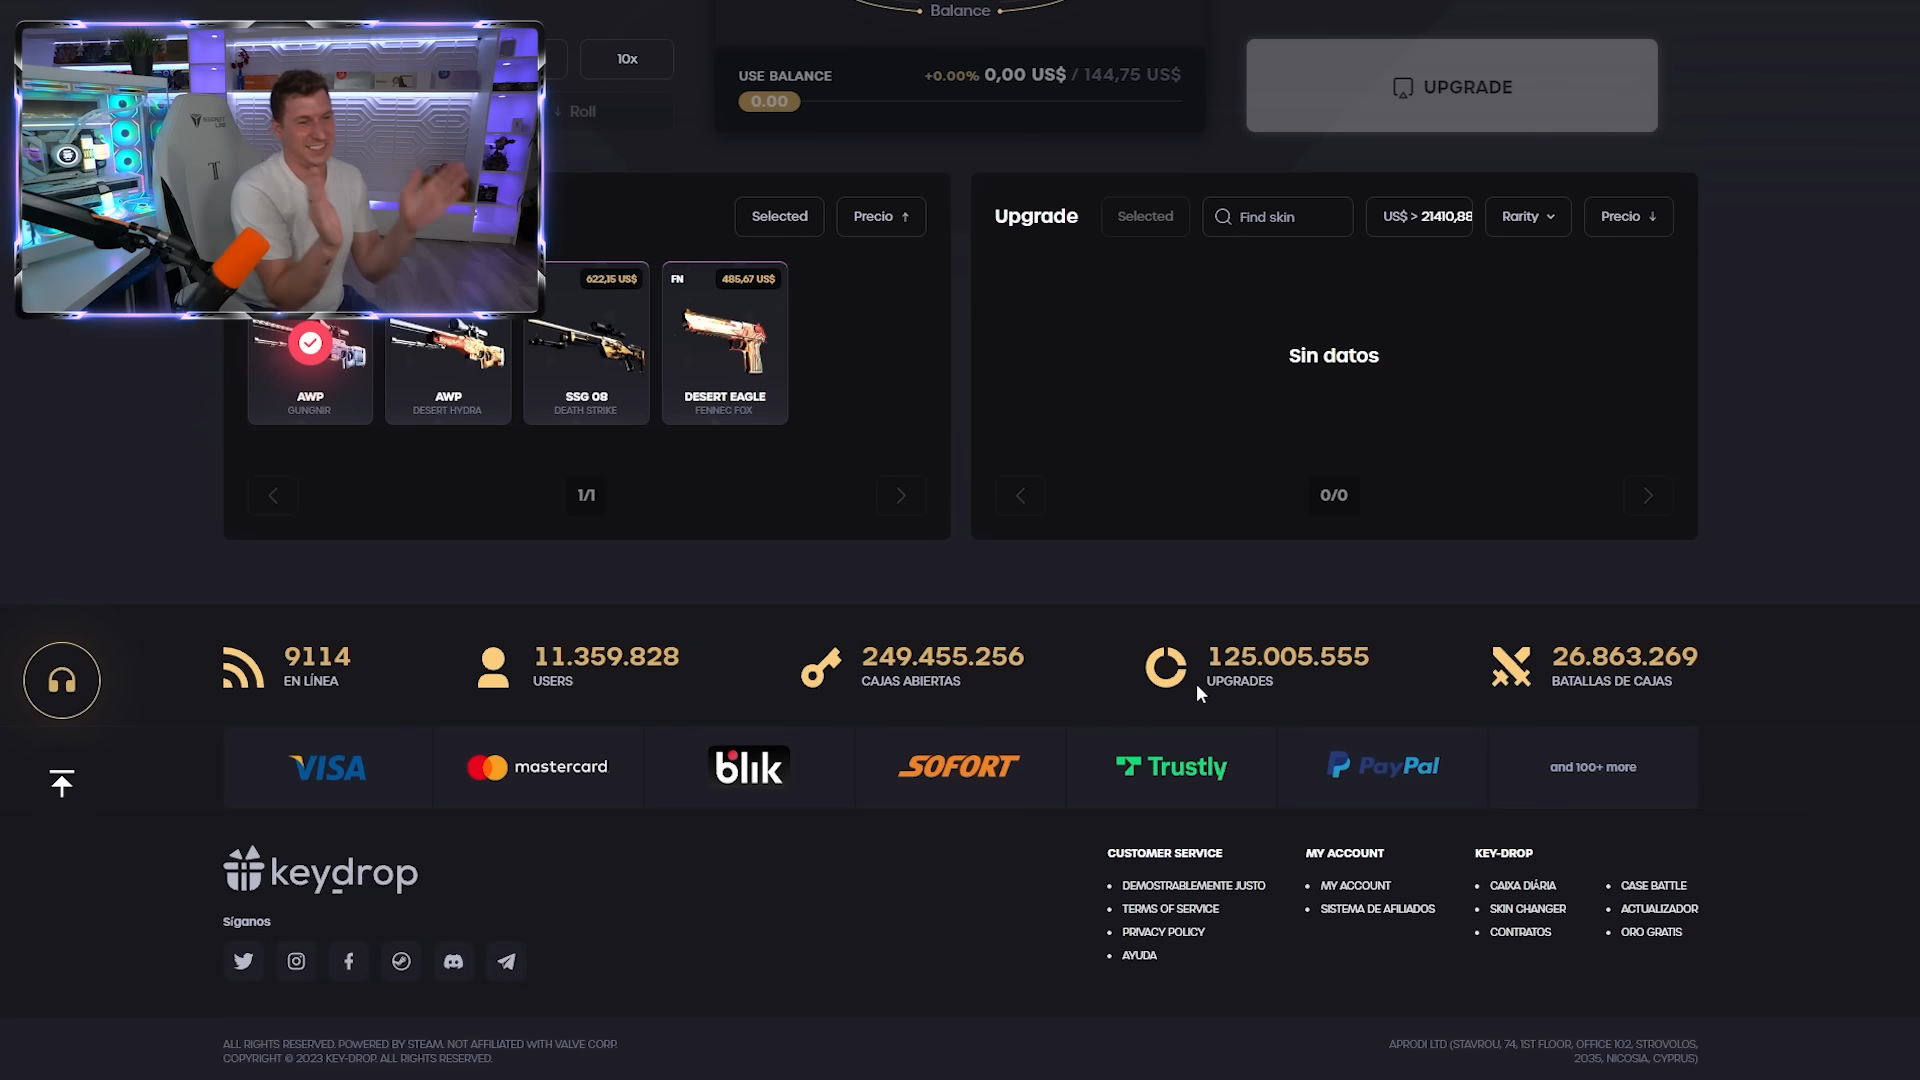 Balance
10x
USE BALANCE
+0.00% 0,00 US$ / 144,75 US$
0.00
UPGRADE
Roll
Selected
Precio
Upgrade
Selected
Find skin
US$ > 21410,88
Rarity
Precio
622,15 US$
FN
485,67 US$
AWP
GUNGNIR
AWP
DESERT HYDRA
SSG 08
DEATH STRIKE
DESERT EAGLE
FENNEC FOX
Sin datos
1/1
0/0
9114
EN LÍNEA
11.359.828
USERS
249.455.256
CAJAS ABIERTAS
125.005.555
UPGRADES
26.863.269
BATALLAS DE CAJAS
VISA
mastercard
blik
SOFORT
Trustly
PayPal
and 100+ more
keydrop
Síganos
CUSTOMER SERVICE
DEMOSTRABLEMENTE JUSTO
TERMS OF SERVICE
PRIVACY POLICY
AYUDA
MY ACCOUNT
MY ACCOUNT
SISTEMA DE AFILIADOS
KEY-DROP
CAIXA DIÁRIA
SKIN CHANGER
CONTRATOS
CASE BATTLE
ACTUALIZADOR
ORO GRATIS
ALL RIGHTS RESERVED. POWERED BY STEAM. NOT AFFILIATED WITH VALVE CORP.
COPYRIGHT © 2023 KEY-DROP. ALL RIGHTS RESERVED.
APRODI LTD (STAVROU, 74, 1ST FLOOR, OFFICE 102, STROVOLOS,
2035, NICOSIA, CYPRUS)